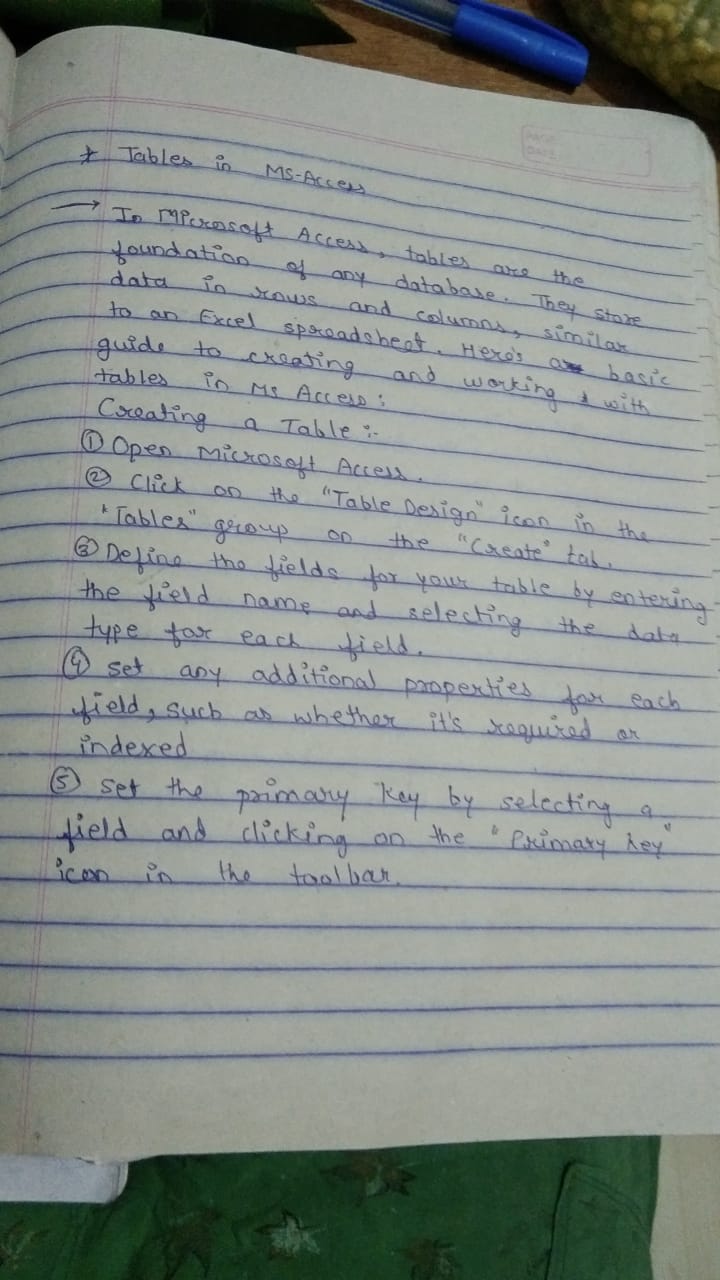 PAGE
DATE
* Tables in MS-Access
→ In Microsoft Access, tables are the
foundation of any database. They store
data in rows and columns, similar
to an Excel spreadsheet. Here's a basic
guide to creating and working with
tables in Ms Access:
Creating a Table :-
① Open Microsoft Access.
② Click on the "Table Design" icon in the
"Tables" group on the "Create" tab.
③ Define the fields for your table by entering
the field name and selecting the data
type for each field.
④ Set any additional properties for each
field, such as whether it's required or
indexed
⑤ Set the primary key by selecting a
field and clicking on the "Primary key"
icon in the toolbar.